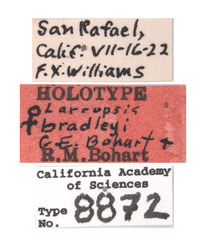 San Rafael,
Calif. VII-16-22
F.X. Williams
HOLOTYPE
♀ Larropsis
bradleyi
G.E. Bohart &
R.M. Bohart
California Academy
of Sciences
Type
No. 8872